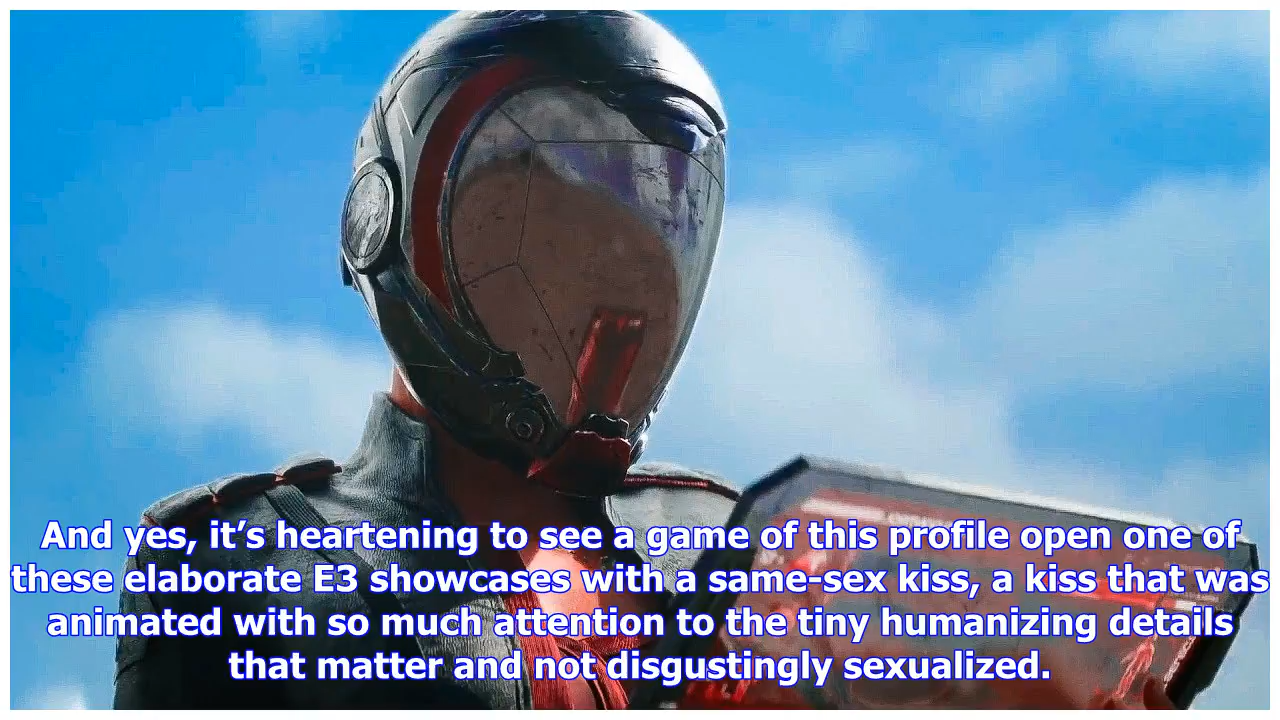 And yes, it’s heartening to see a game of this profile open one of
these elaborate E3 showcases with a same-sex kiss, a kiss that was
animated with so much attention to the tiny humanizing details
that matter and not disgustingly sexualized.